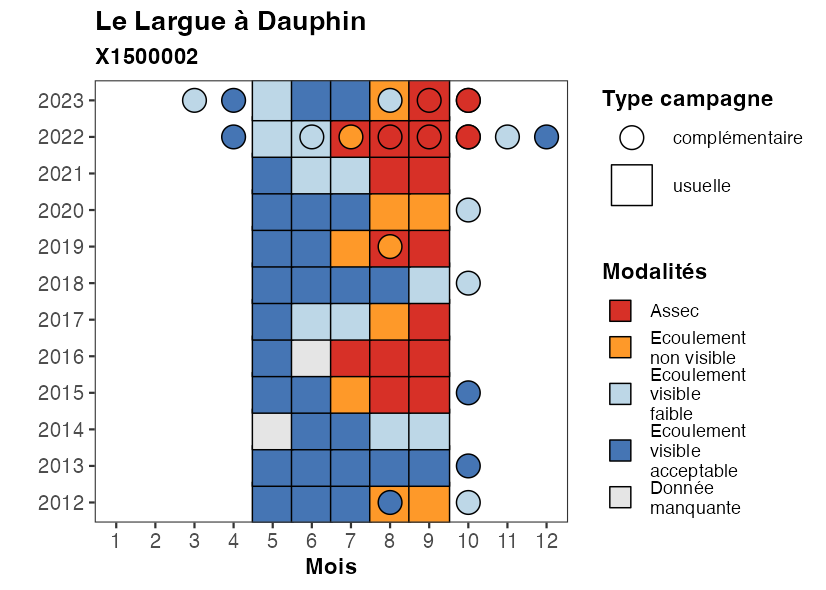 Le Largue à Dauphin
X1500002
2023
2022
2021
2020
2019
2018
2017
2016
2015
2014
2013
2012
1 2 3 4 5 6 7 8 9 10 11 12
Mois
Type campagne
complémentaire
usuelle
Modalités
Assec
Ecoulement
non visible
Ecoulement
visible
faible
Ecoulement
visible
acceptable
Donnée
manquante